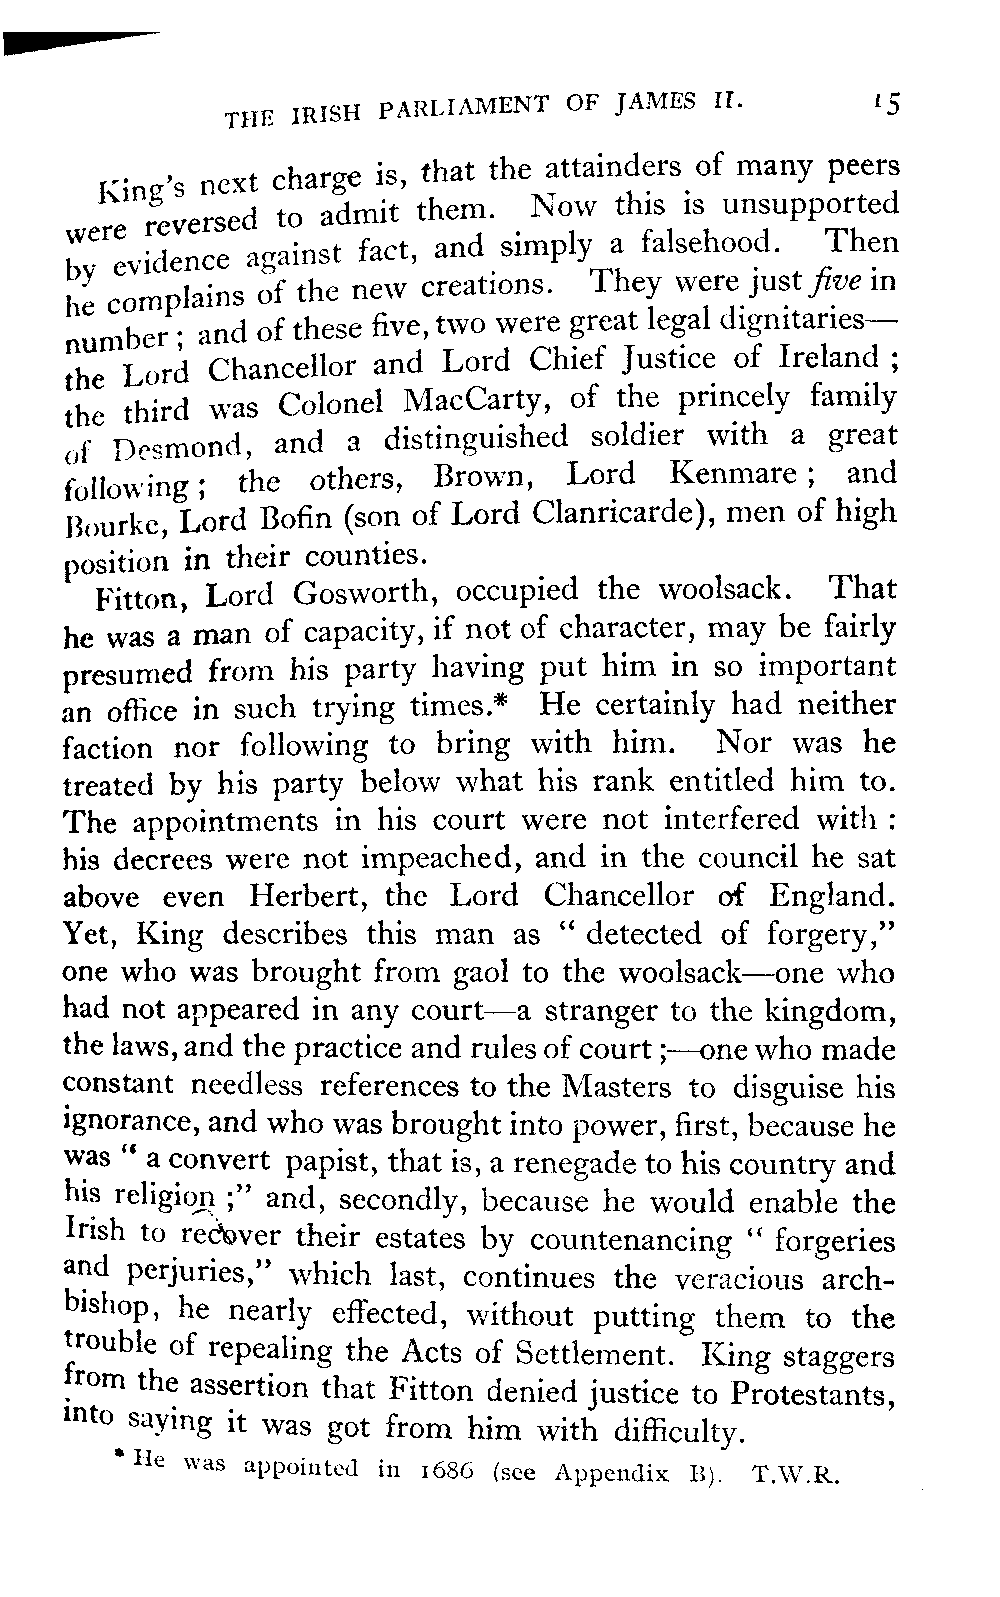 THE IRISH PARLIAMENT OF JAMES II. 15
King's next charge is, that the attainders of many peers
were reversed to admit them. Now this is unsupported
by evidence against fact, and simply a falsehood. Then
he complains of the new creations. They were just five in
number; and of these five, two were great legal dignitaries—
the Lord Chancellor and Lord Chief Justice of Ireland;
the third was Colonel MacCarty, of the princely family
of Desmond, and a distinguished soldier with a great
following; the others, Brown, Lord Kenmare; and
Bourke, Lord Bofin (son of Lord Clanricarde), men of high
position in their counties.
Fitton, Lord Gosworth, occupied the woolsack. That
he was a man of capacity, if not of character, may be fairly
presumed from his party having put him in so important
an office in such trying times.* He certainly had neither
faction nor following to bring with him. Nor was he
treated by his party below what his rank entitled him to.
The appointments in his court were not interfered with:
his decrees were not impeached, and in the council he sat
above even Herbert, the Lord Chancellor of England.
Yet, King describes this man as "detected of forgery,"
one who was brought from gaol to the woolsack—one who
had not appeared in any court—a stranger to the kingdom,
the laws, and the practice and rules of court;—one who made
constant needless references to the Masters to disguise his
ignorance, and who was brought into power, first, because he
was "a convert papist, that is, a renegade to his country and
his religion;" and, secondly, because he would enable the
Irish to recover their estates by countenancing "forgeries
and perjuries," which last, continues the veracious arch-
bishop, he nearly effected, without putting them to the
trouble of repealing the Acts of Settlement. King staggers
from the assertion that Fitton denied justice to Protestants,
into saying it was got from him with difficulty.
* He was appointed in 1686 (see Appendix B). T.W.R.